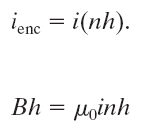 i_enc = i(nh).
Bh = μ₀inh